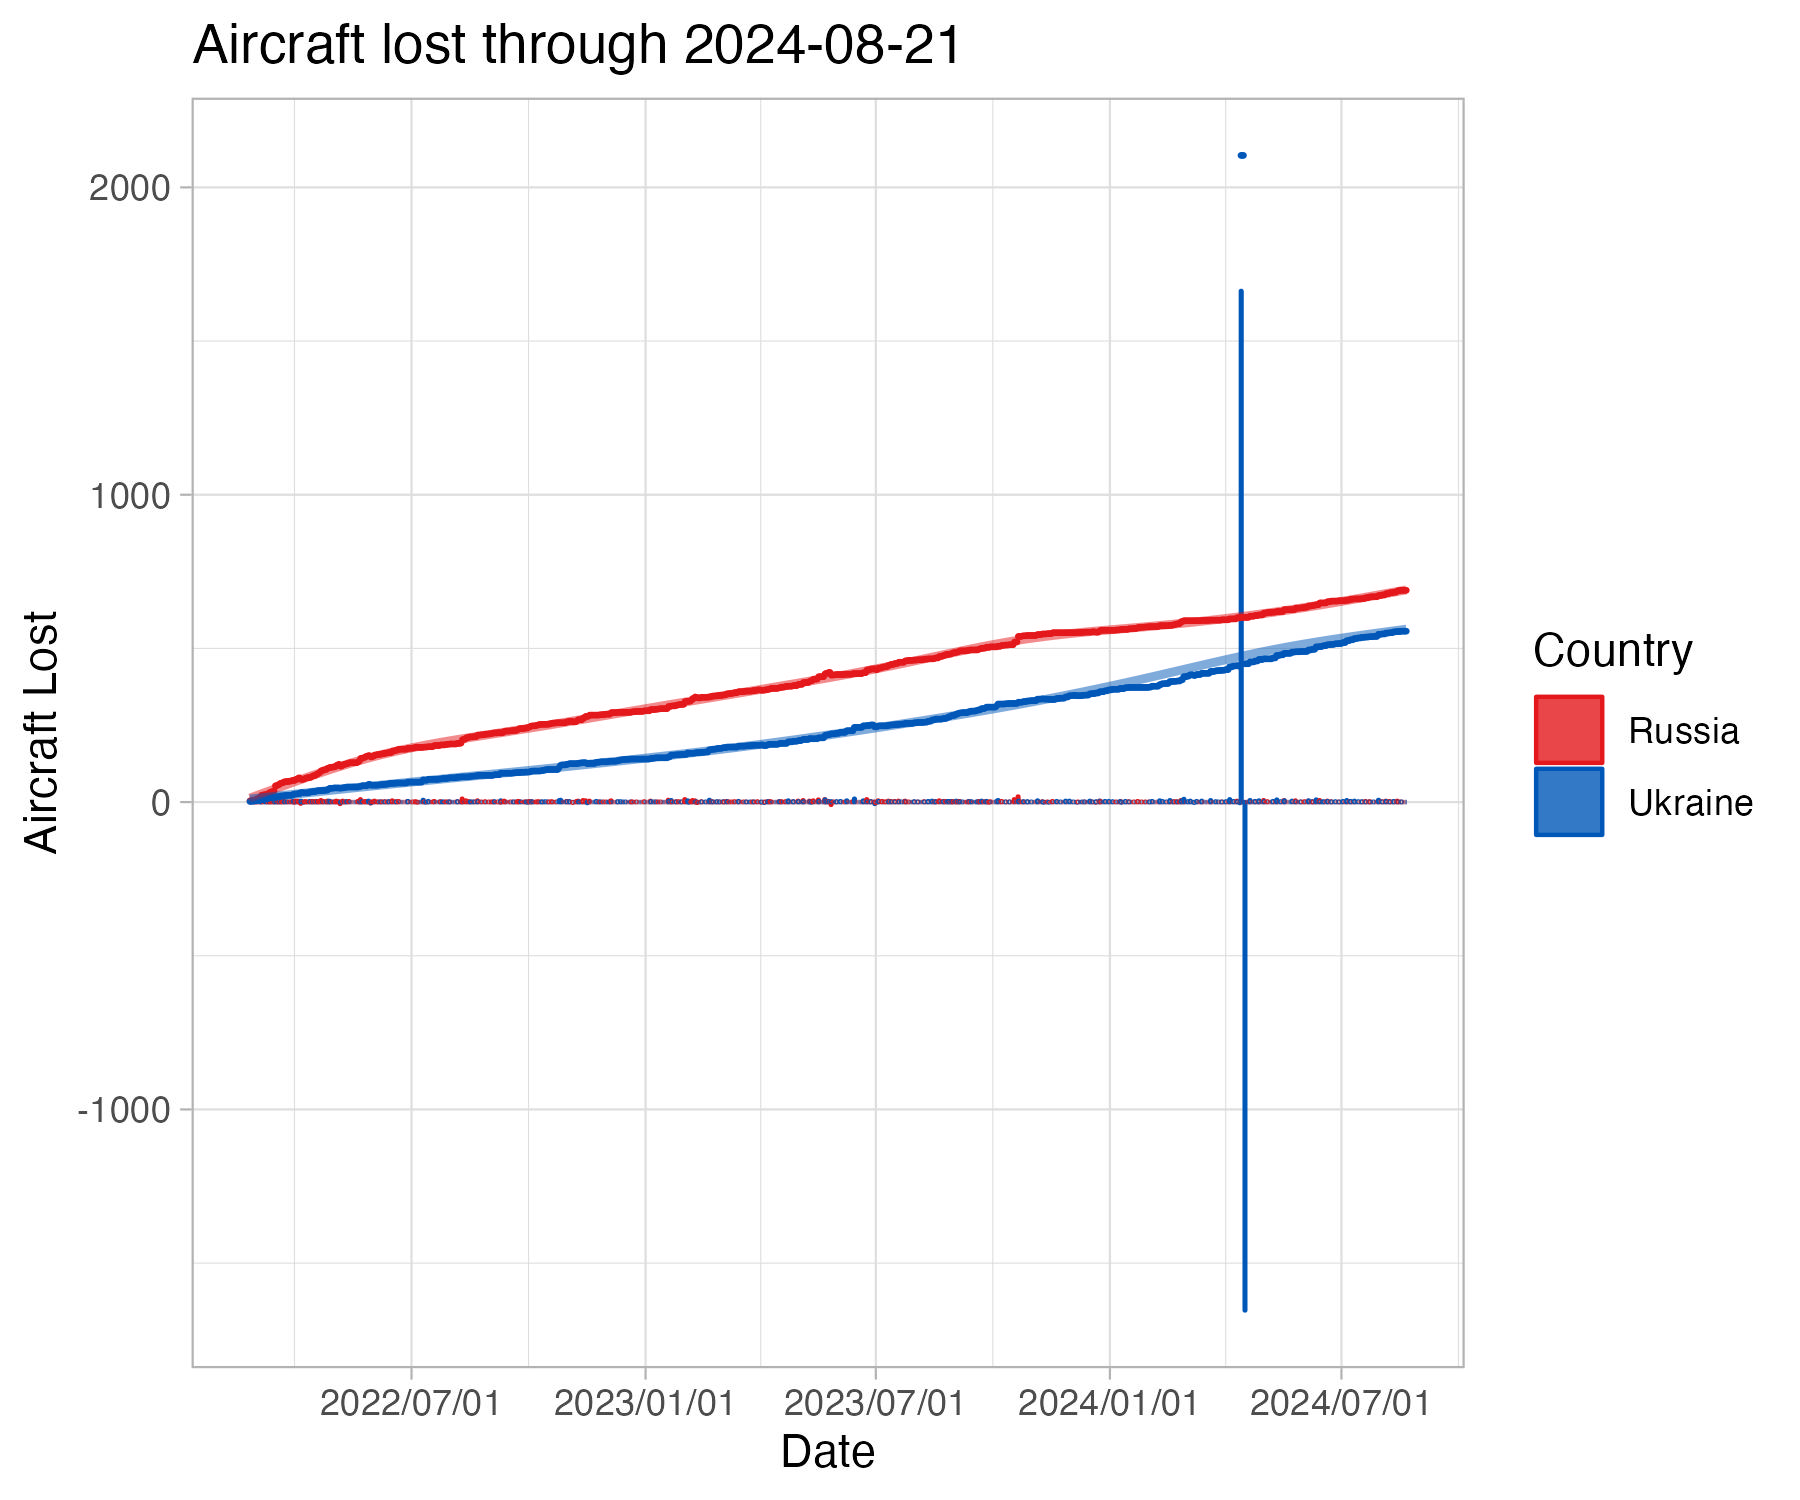 Aircraft lost through 2024-08-21
Aircraft Lost
2000
1000
0
-1000
2022/07/01
2023/01/01
2023/07/01
2024/01/01
2024/07/01
Date
Country
Russia
Ukraine